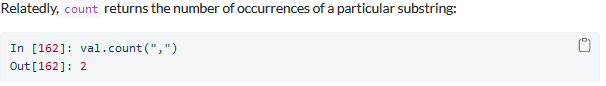 Relatedly, count returns the number of occurrences of a particular substring:
In [162]: val.count(",")
Out[162]: 2